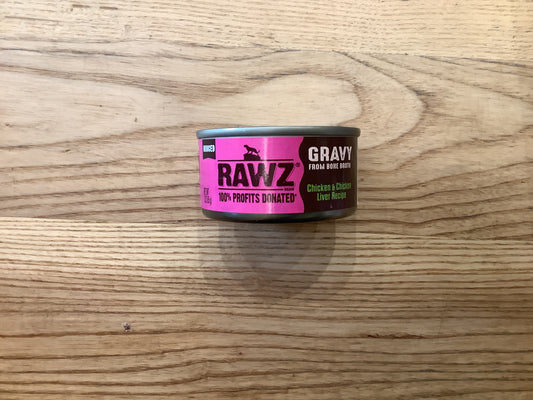 MINCED
RAWZ®
100% PROFITS DONATED
GRAVY
FROM BONE BROTH
Chicken & Chicken
Liver Recipe